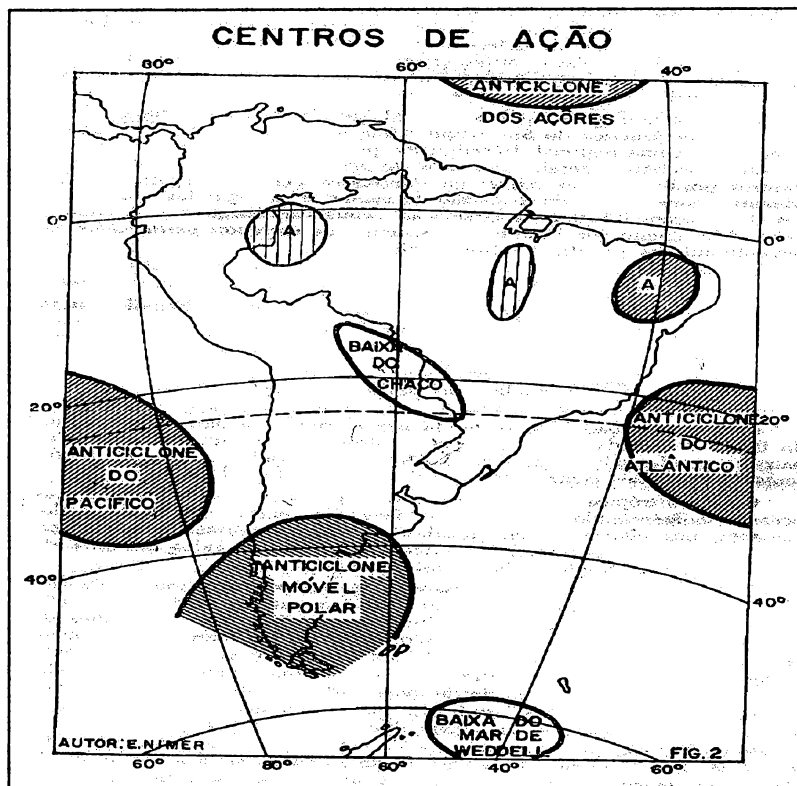 CENTROS DE AÇÃO
80° 60° 40°
ANTICICLONE
DOS AÇÔRES
0° 0°
A
A
A
BAIXA
DO
CHACO
20° 20°
ANTICICLONE
DO
PACÍFICO
ANTICICLONE
DO
ATLÂNTICO
ANTICICLONE
MÓVEL
POLAR
40° 40°
BAIXA DO
MAR DE
WEDDELL
AUTOR: E. NIMER
FIG. 2
60° 80° 60° 40° 60°